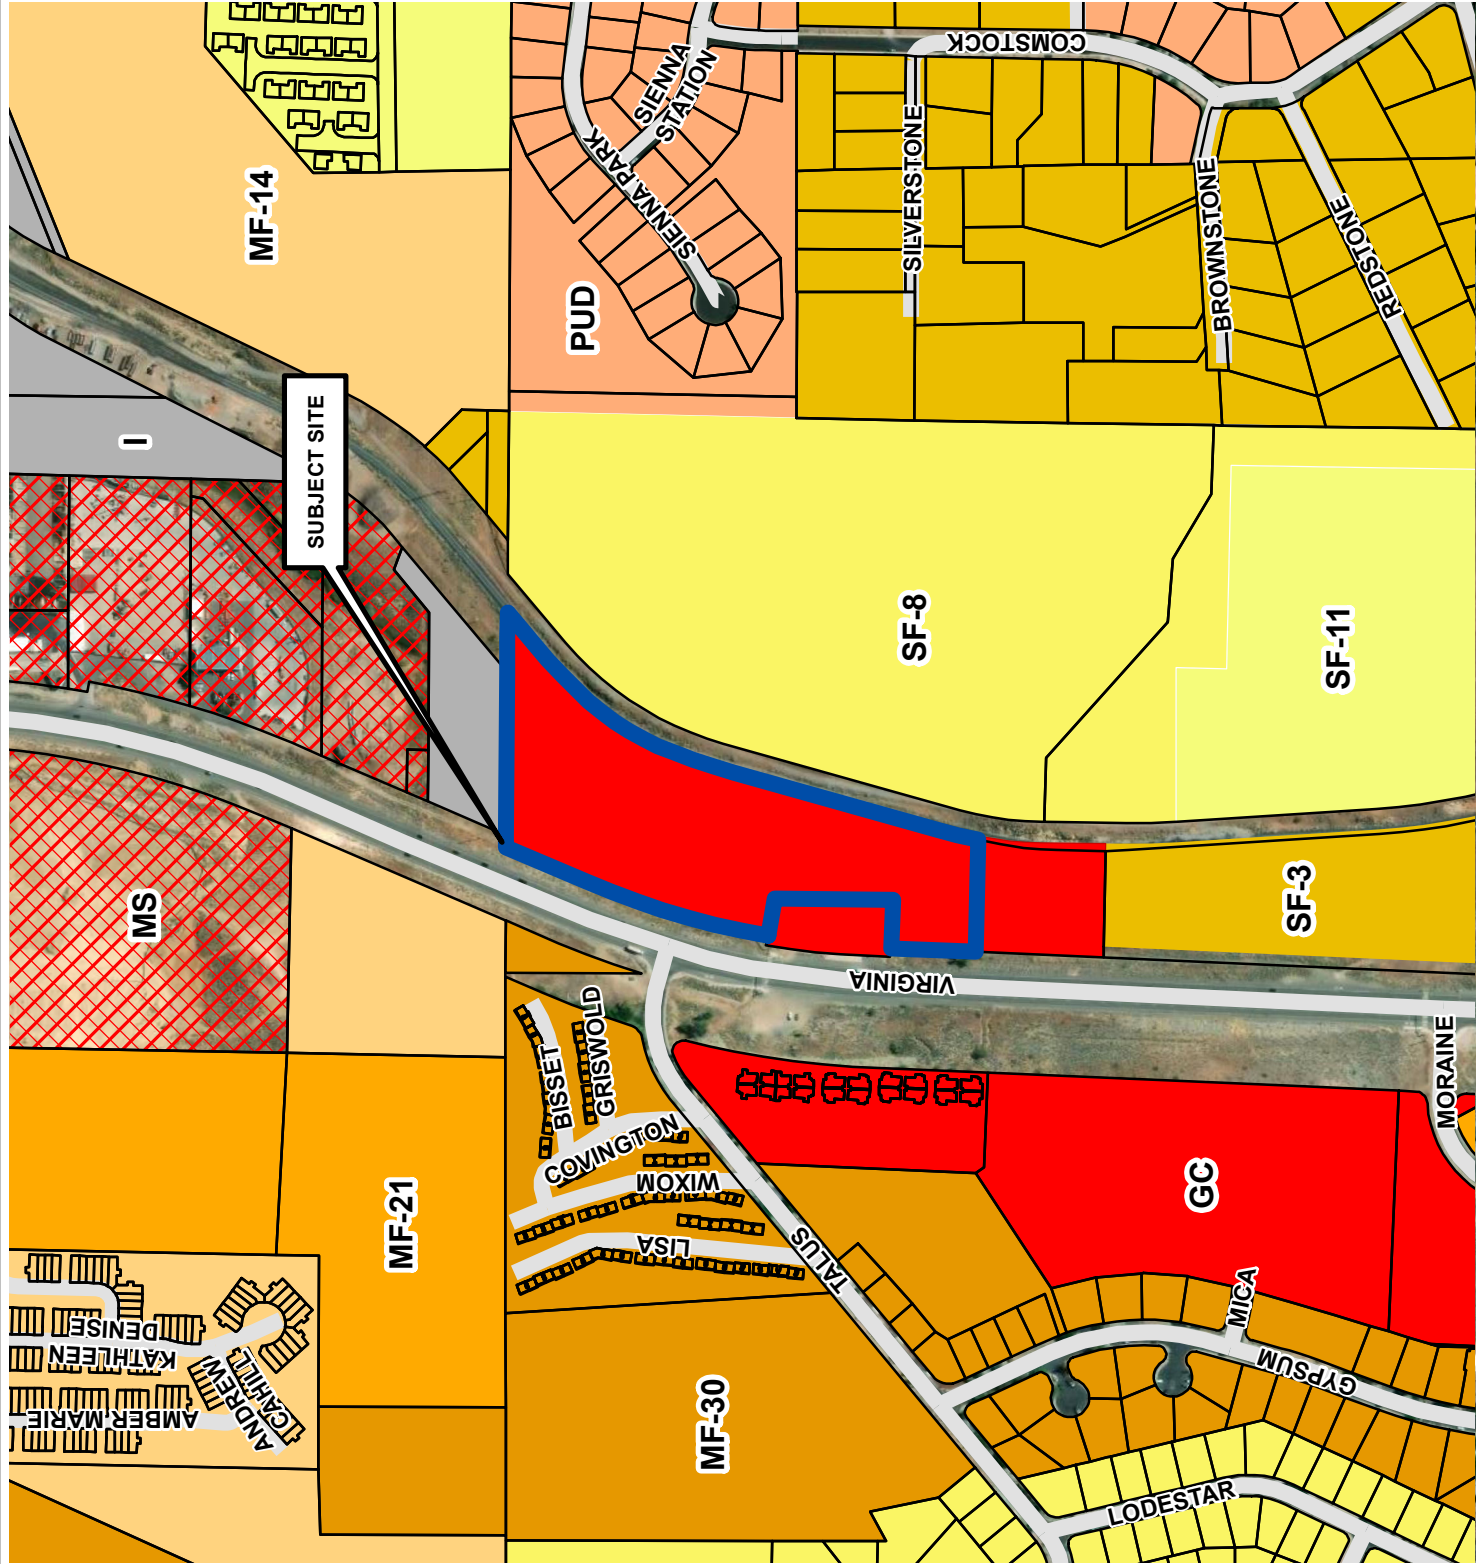 COMSTOCK
SIENNA
STATION
MF-14
SIENNA PARK
SILVERSTONE
BROWNSTONE
REDSTONE
PUD
I
SUBJECT SITE
SF-8
SF-11
MS
SF-3
VIRGINIA
BISSET
GRISWOLD
MORAINE
COVINGTON
WIXOM
GC
MF-21
LISA
TALUS
MICA
DENISE
KATHLEEN
ANDREW
CAHILL
GYPSUM
AMBER MARIE
MF-30
LODESTAR